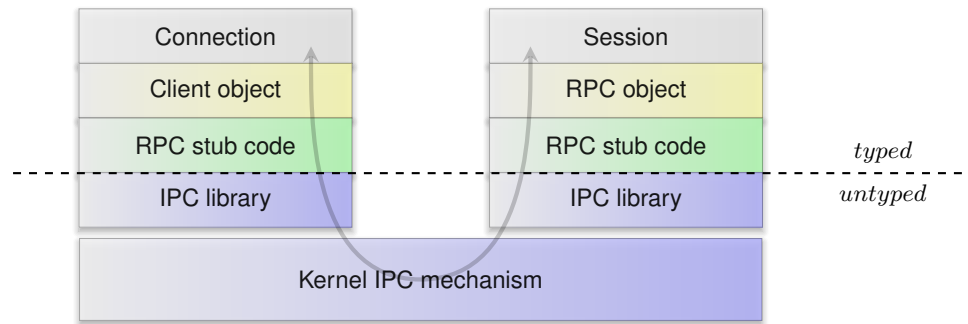 Connection
Session
Client object
RPC object
RPC stub code
RPC stub code
typed
IPC library
IPC library
untyped
Kernel IPC mechanism